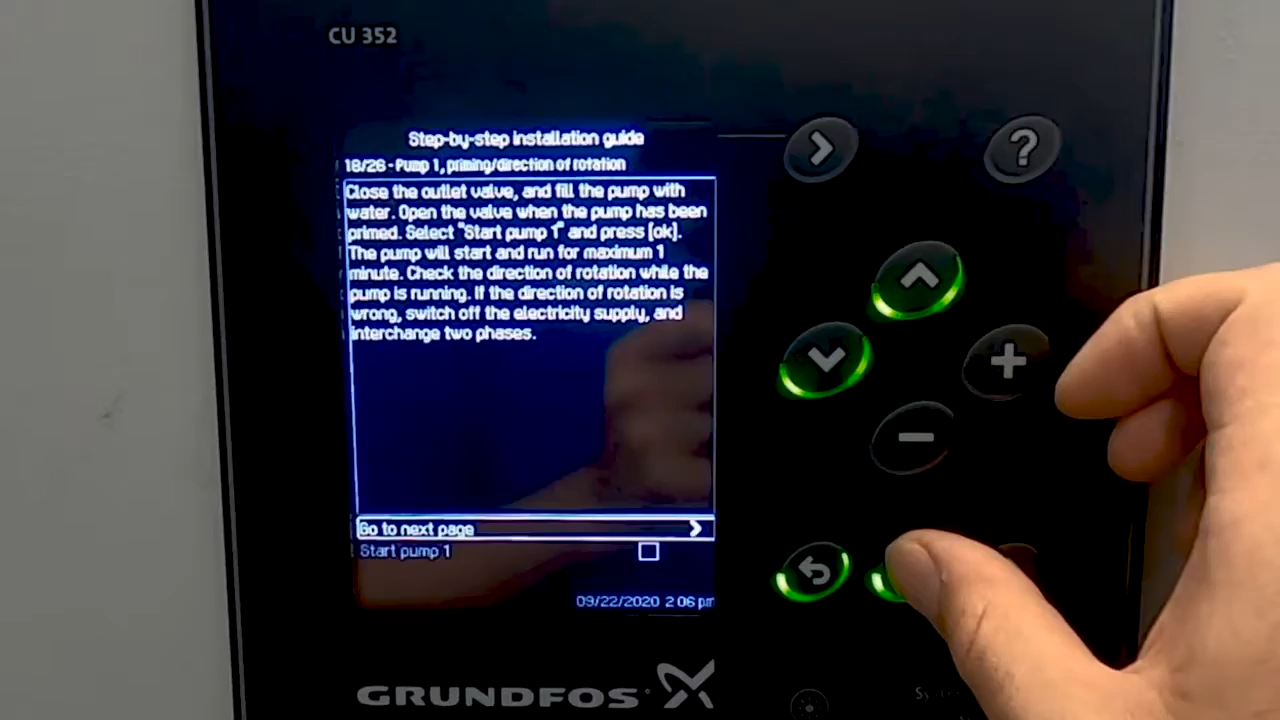 CU 352
Step-by-step installation guide
18/26 - Pump 1, priming/direction of rotation
Close the outlet valve, and fill the pump with
water. Open the valve when the pump has been
primed. Select "Start pump 1" and press [ok].
The pump will start and run for maximum 1
minute. Check the direction of rotation while the
pump is running. If the direction of rotation is
wrong, switch off the electricity supply, and
interchange two phases.
Go to next page
Start pump 1
09/22/2020 2:06 pm
GRUNDFOS